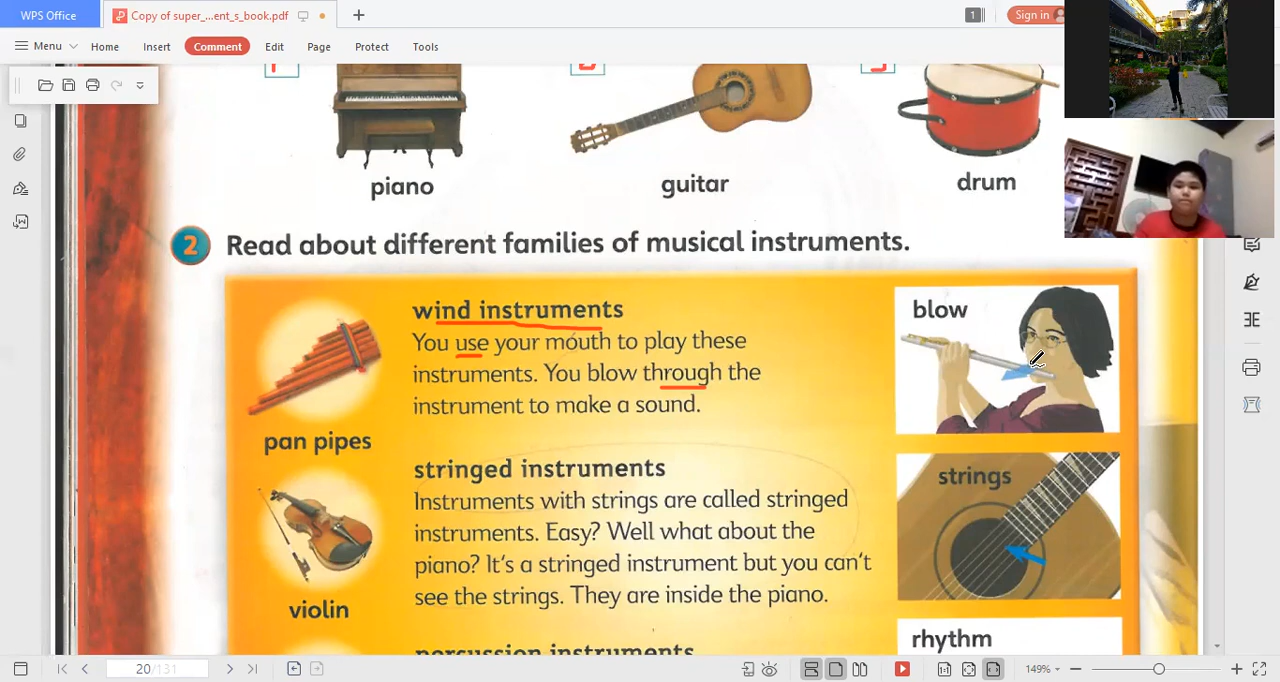 WPS Office
Copy of super_...ent_s_book.pdf
1
Sign in
Menu
Home
Insert
Comment
Edit
Page
Protect
Tools
piano
guitar
drum
2
Read about different families of musical instruments.
wind instruments
You use your mouth to play these
instruments. You blow through the
instrument to make a sound.
pan pipes
blow
stringed instruments
Instruments with strings are called stringed
instruments. Easy? Well what about the
piano? It's a stringed instrument but you can't
see the strings. They are inside the piano.
violin
strings
percussion instruments
rhythm
20/131
149%